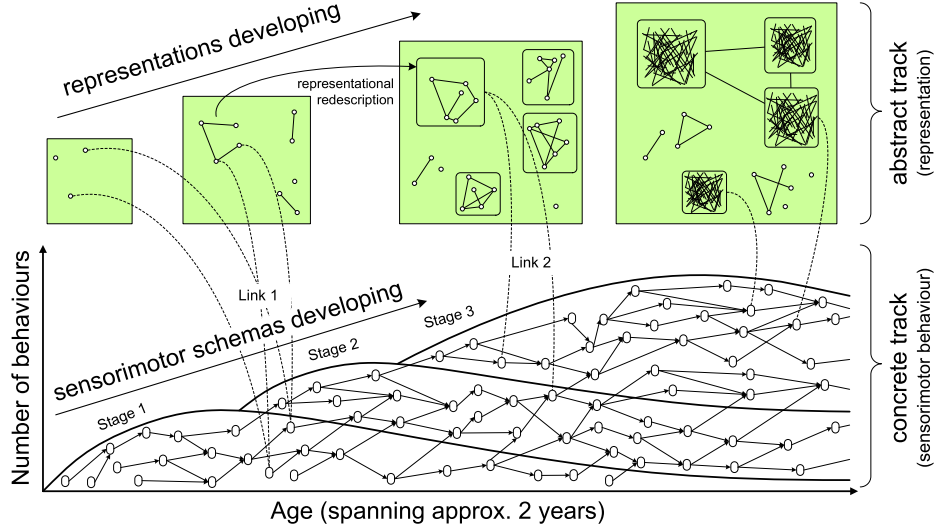 representations developing
representational
redescription
abstract track
(representation)
Link 1
Link 2
sensorimotor schemas developing
Stage 1
Stage 2
Stage 3
Number of behaviours
concrete track
(sensorimotor behaviour)
Age (spanning approx. 2 years)